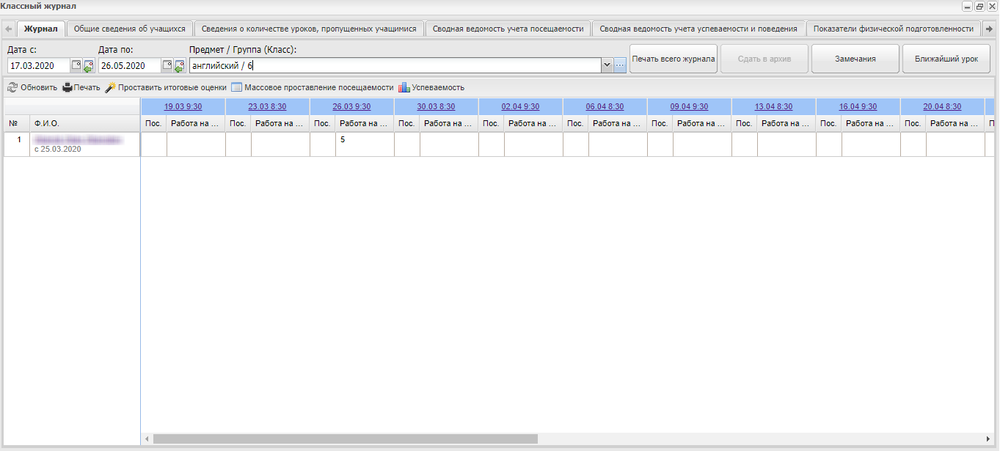 Классный журнал
Журнал Общие сведения об учащихся Сведения о количестве уроков, пропущенных учащимися Сводная ведомость учета посещаемости Сводная ведомость учета успеваемости и поведения Показатели физической подготовленности
Дата с: Дата по: Предмет / Группа (Класс):
17.03.2020 26.05.2020 английский / 6 Печать всего журнала Сдать в архив Замечания Ближайший урок
Обновить Печать Проставить итоговые оценки Массовое проставление посещаемости Успеваемость
19.03 9:30 23.03 8:30 26.03 9:30 30.03 8:30 02.04 9:30 06.04 8:30 09.04 9:30 13.04 8:30 16.04 9:30 20.04 8:30
№ Ф.И.О. Пос. Работа на ... Пос. Работа на ... Пос. Работа на ... Пос. Работа на ... Пос. Работа на ... Пос. Работа на ... Пос. Работа на ... Пос. Работа на ... Пос. Работа на ... Пос. Работа на ...
1 5
с 25.03.2020